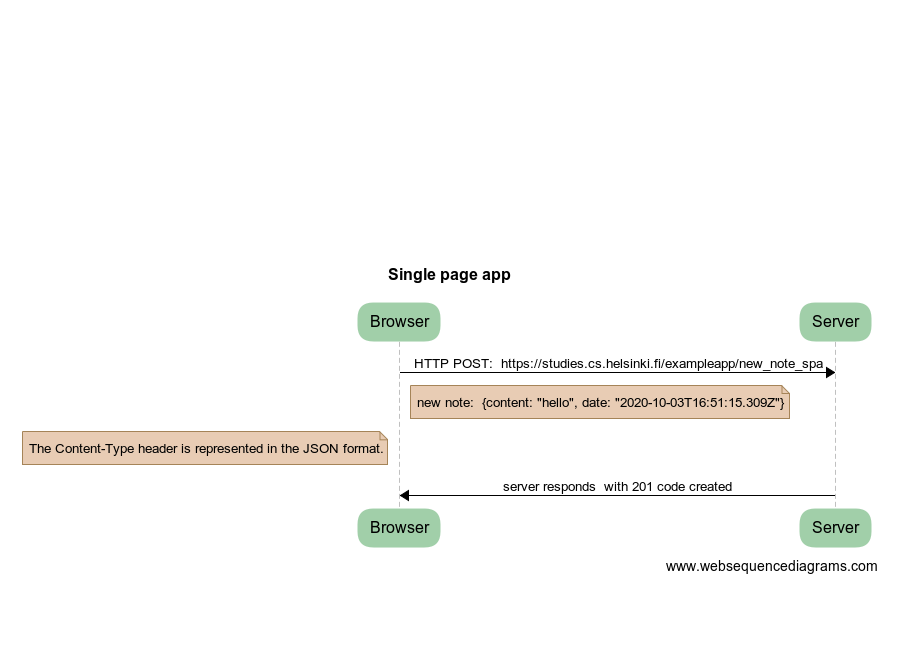 Single page app
Browser
Server
HTTP POST:  https://studies.cs.helsinki.fi/exampleapp/new_note_spa
new note:  {content: "hello", date: "2020-10-03T16:51:15.309Z"}
The Content-Type header is represented in the JSON format.
server responds  with 201 code created
Browser
Server
www.websequencediagrams.com